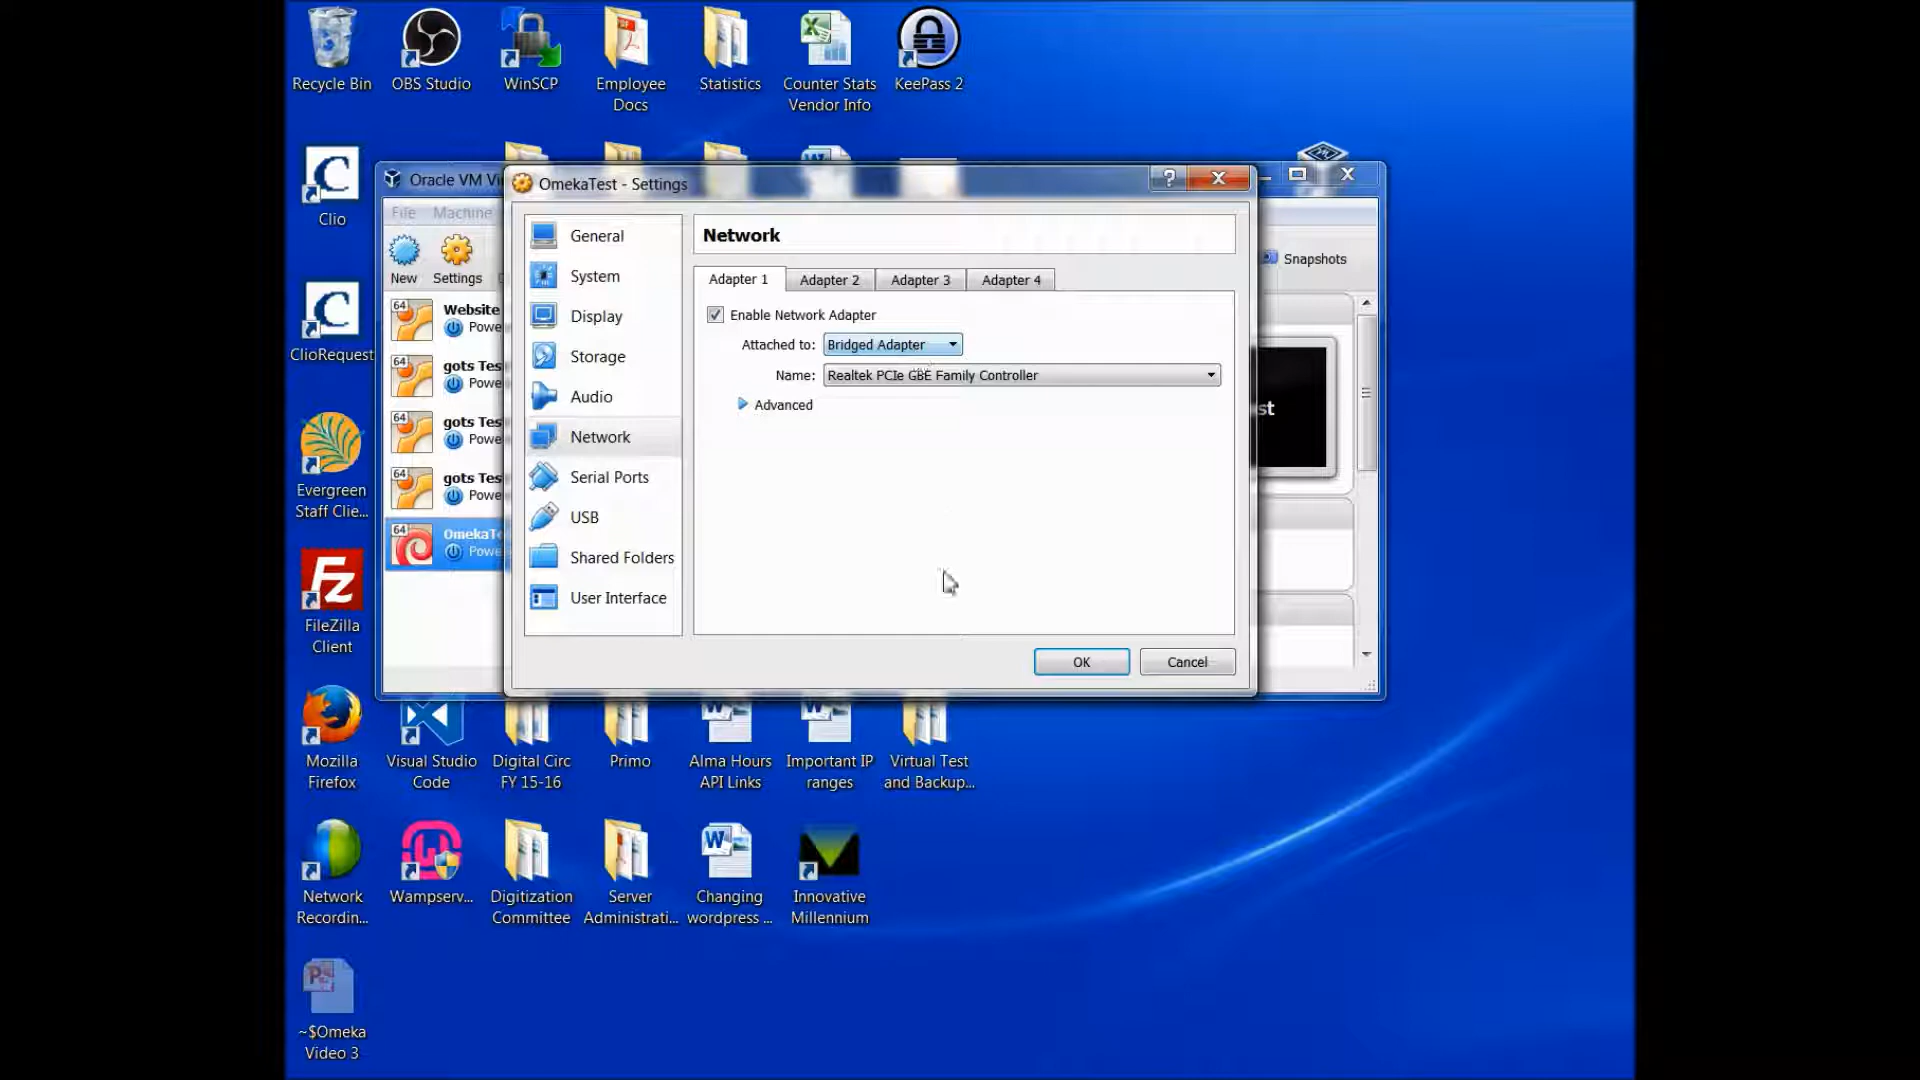 Recycle Bin
OBS Studio
WinSCP
Employee
Docs
Statistics
Counter Stats
Vendor Info
KeePass 2
Clio
ClioRequest
Evergreen
Staff Clie...
FileZilla
Client
Mozilla
Firefox
Visual Studio
Code
Digital Circ
FY 15-16
Primo
Alma Hours
API Links
Important IP
ranges
Virtual Test
and Backup...
Network
Recordin...
Wampserv...
Digitization
Committee
Server
Administrati...
Changing
wordpress ...
Innovative
Millennium
~$Omeka
Video 3
Oracle VM Vi
File Machine
New
Settings
Snapshots
64
Website
Powe
64
gots Tes
Powe
64
gots Tes
Powe
64
gots Tes
Powe
64
OmekaTe
Powe
st
OmekaTest - Settings
General
System
Display
Storage
Audio
Network
Serial Ports
USB
Shared Folders
User Interface
Network
Adapter 1 Adapter 2 Adapter 3 Adapter 4
Enable Network Adapter
Attached to: Bridged Adapter
Name: Realtek PCIe GBE Family Controller
Advanced
OK Cancel